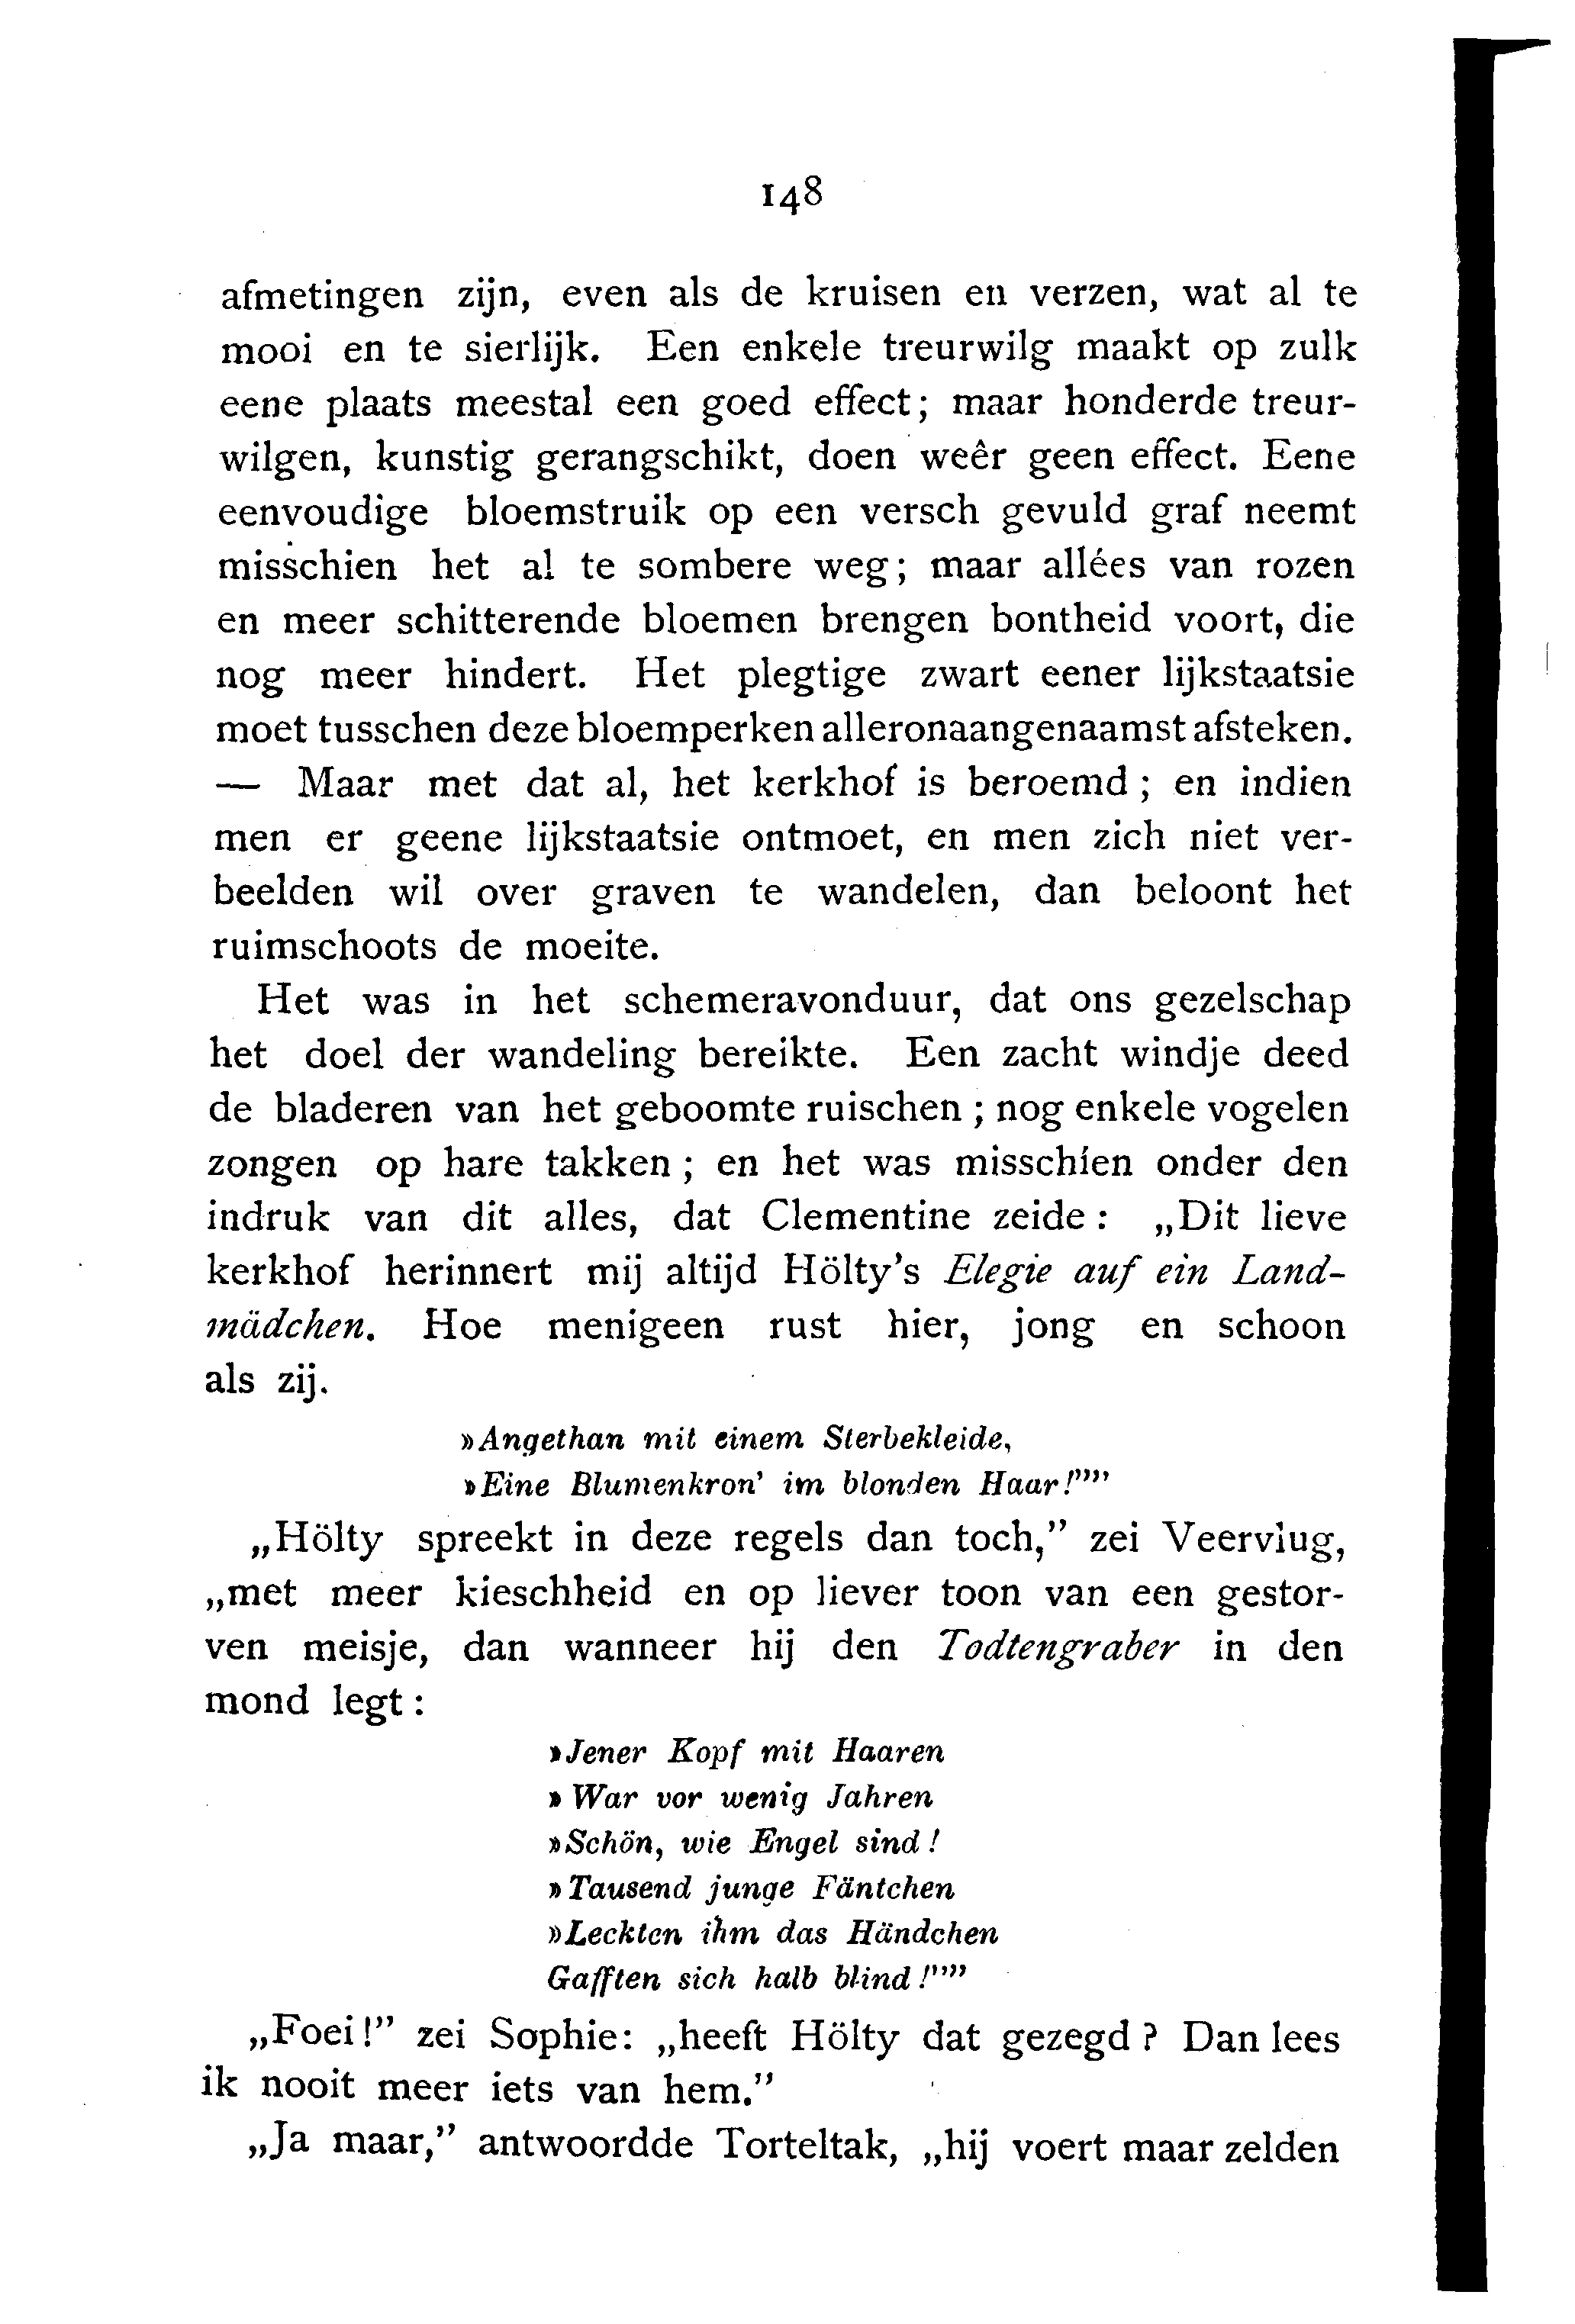 148
afmetingen zijn, even als de kruisen en verzen, wat al te
mooi en te sierlijk. Een enkele treurwilg maakt op zulk
eene plaats meestal een goed effect; maar honderde treur-
wilgen, kunstig gerangschikt, doen weêr geen effect. Eene
eenvoudige bloemstruik op een versch gevuld graf neemt
misschien het al te sombere weg; maar allées van rozen
en meer schitterende bloemen brengen bontheid voort, die
nog meer hindert. Het plegtige zwart eener lijkstaatsie
moet tusschen deze bloemperken alleronaangenaamst afsteken.
— Maar met dat al, het kerkhof is beroemd; en indien
men er geene lijkstaatsie ontmoet, en men zich niet ver-
beelden wil over graven te wandelen, dan beloont het
ruimschoots de moeite.
Het was in het schemeravonduur, dat ons gezelschap
het doel der wandeling bereikte. Een zacht windje deed
de bladeren van het geboomte ruischen; nog enkele vogelen
zongen op hare takken; en het was misschien onder den
indruk van dit alles, dat Clementine zeide: „Dit lieve
kerkhof herinnert mij altijd Hölty's Elegie auf ein Land-
mädchen. Hoe menigeen rust hier, jong en schoon
als zij.
»Angethan mit einem Sterbekleide,
»Eine Blumenkron' im blonden Haar!""
„Hölty spreekt in deze regels dan toch,” zei Veervlug,
„met meer kieschheid en op liever toon van een gestor-
ven meisje, dan wanneer hij den Todtengraber in den
mond legt:
»Jener Kopf mit Haaren
»War vor wenig Jahren
»Schön, wie Engel sind!
»Tausend junge Fäntchen
»Leckten ihm das Händchen
Gafften sich halb blind!""
„Foei!” zei Sophie: „heeft Hölty dat gezegd? Dan lees
ik nooit meer iets van hem.”
„Ja maar,” antwoordde Torteltak, „hij voert maar zelden